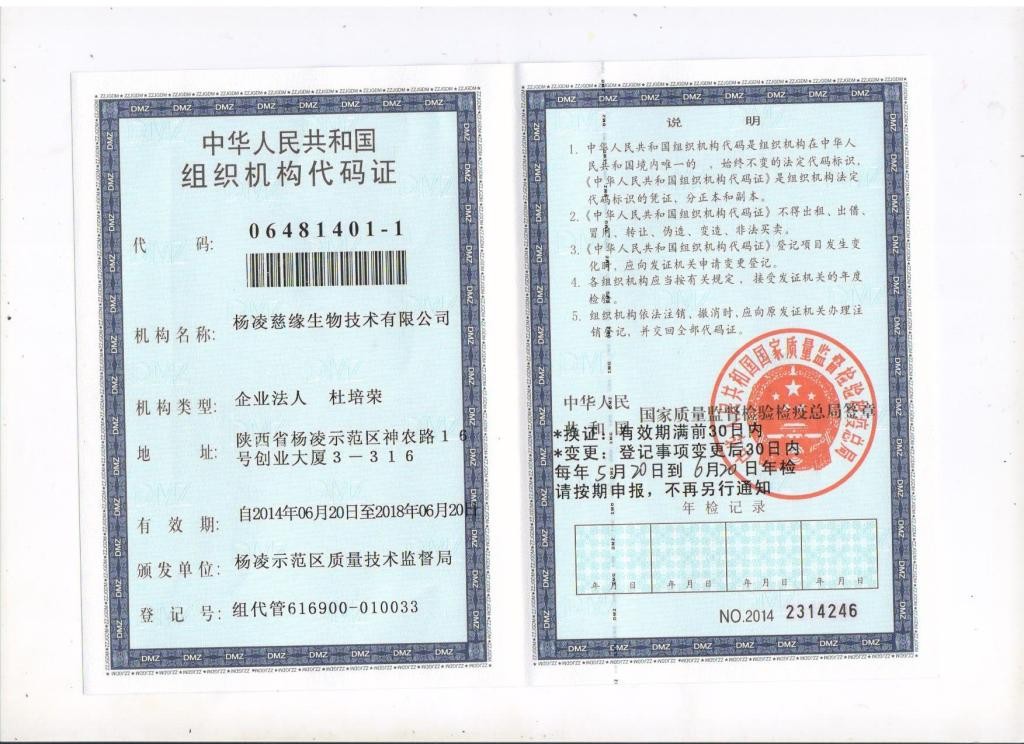 中华人民共和国
组织机构代码证
代 码: 06481401-1
机构名称: 杨凌慈缘生物技术有限公司
机构类型: 企业法人 杜培荣
地 址: 陕西省杨凌示范区神农路16
号创业大厦3-316
有 效 期: 自2014年06月20日至2018年06月20日
颁发单位: 杨凌示范区质量技术监督局
登 记 号: 组代管616900-010033
说 明
1. 中华人民共和国组织机构代码是组织机构在中华人
民共和国境内唯一的、始终不变的法定代码标识,
《中华人民共和国组织机构代码证》是组织机构法定
代码标识的凭证、分正本和副本。
2.《中华人民共和国组织机构代码证》不得出租、出借、
冒用、转让、伪造、变造、非法买卖。
3.《中华人民共和国组织机构代码证》登记项目发生变
化时,应向发证机关申请变更登记。
4. 各组织机构应当按有关规定,接受发证机关的年度
检验。
5. 组织机构依法注销、撤消时,应向原发证机关办理注
销登记,并交回全部代码证。
中华人民
共和国 国家质量监督检验检疫总局签章
*换证: 有效期满前30日内
*变更: 登记事项变更后30日内
每年5月20日到6月20日年检
请按期申报, 不再另行通知
年检记录
年 月 日 年 月 日 年 月 日 年 月 日
NO.2014 2314246